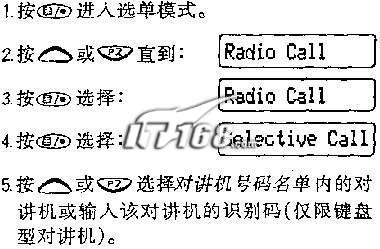 1.按 进入选单模式。
2.按 或 P2 直到: Radio Call
3.按 选择: Radio Call
4.按 选择: Selective Call
IT168.com
5.按 或 P2 选择对讲机号码名单内的对
讲机或输入该对讲机的识别码(仅限键盘
型对讲机)。